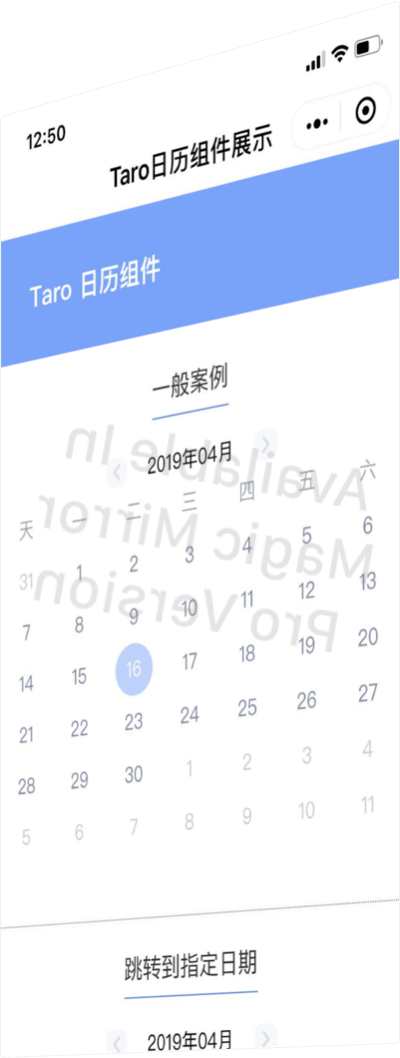 12:50
Taro日历组件展示
Taro 日历组件
一般案例
2019年04月
天 一 二 三 四 五 六
31 1 2 3 4 5 6
7 8 9 10 11 12 13
14 15 16 17 18 19 20
21 22 23 24 25 26 27
28 29 30 1 2 3 4
5 6 7 8 9 10 11
Available In
Magic Mirror
Pro Version
跳转到指定日期
2019年04月